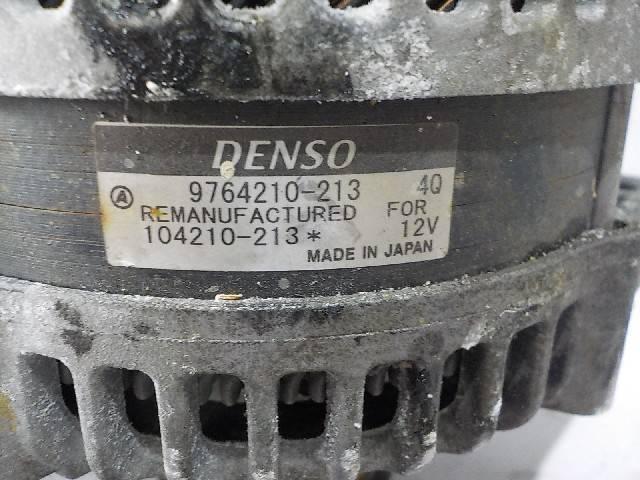 DENSO
Ⓐ 9764210-213 4Q
REMANUFACTURED FOR
104210-213* 12V
MADE IN JAPAN